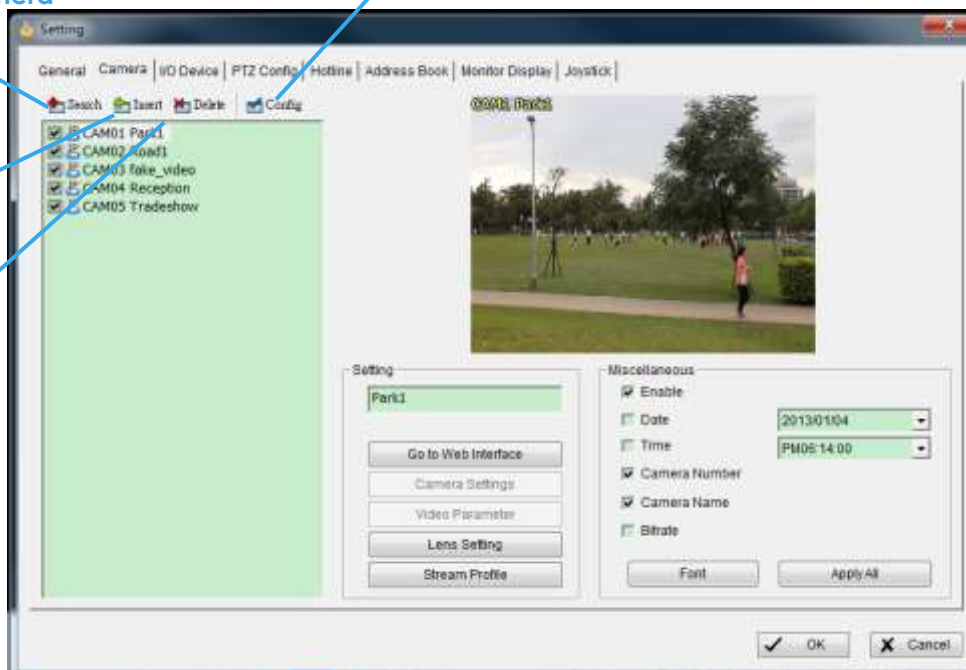 Setting
General Camera I/O Device PTZ Config Hotline Address Book Monitor Display Joystick
Search Insert Delete Config
CAM01 Park1
CAM01 Park1
CAM02 Road1
CAM03 fake_video
CAM04 Reception
CAM05 Tradeshow
Setting
Park1
Go to Web Interface
Camera Settings
Video Parameter
Lens Setting
Stream Profile
Miscellaneous
Enable
Date 2013/01/04
Time PM06:14:00
Camera Number
Camera Name
Bitrate
Font Apply All
OK Cancel